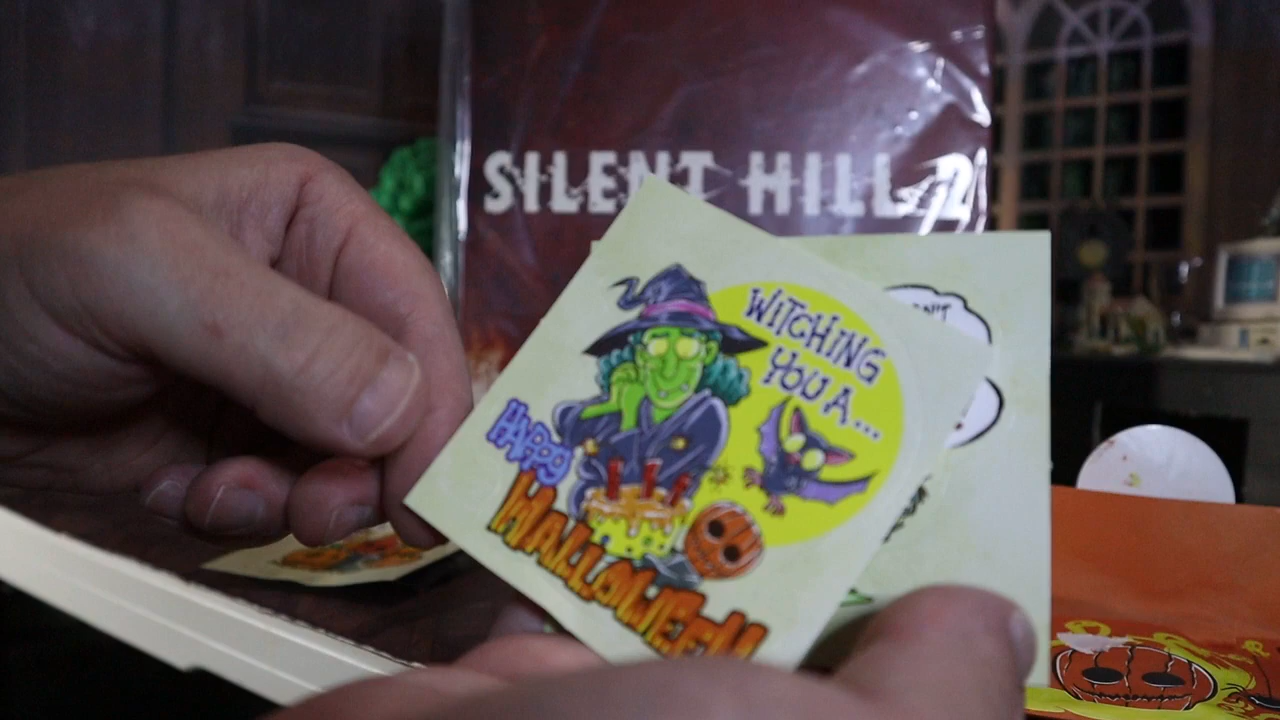 SILENT HILL 2
WITCHING
YOU A...
HAPPY
HALLOWEEN